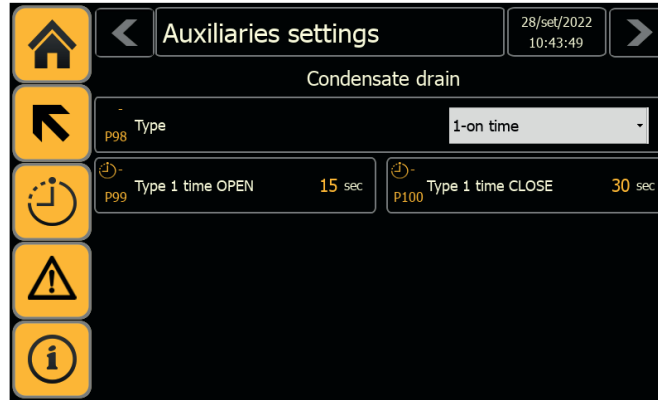 Auxiliaries settings
28/set/2022
10:43:49
Condensate drain
-
P98 Type
1-on time
-
P99 Type 1 time OPEN 15 sec
-
P100 Type 1 time CLOSE 30 sec
i